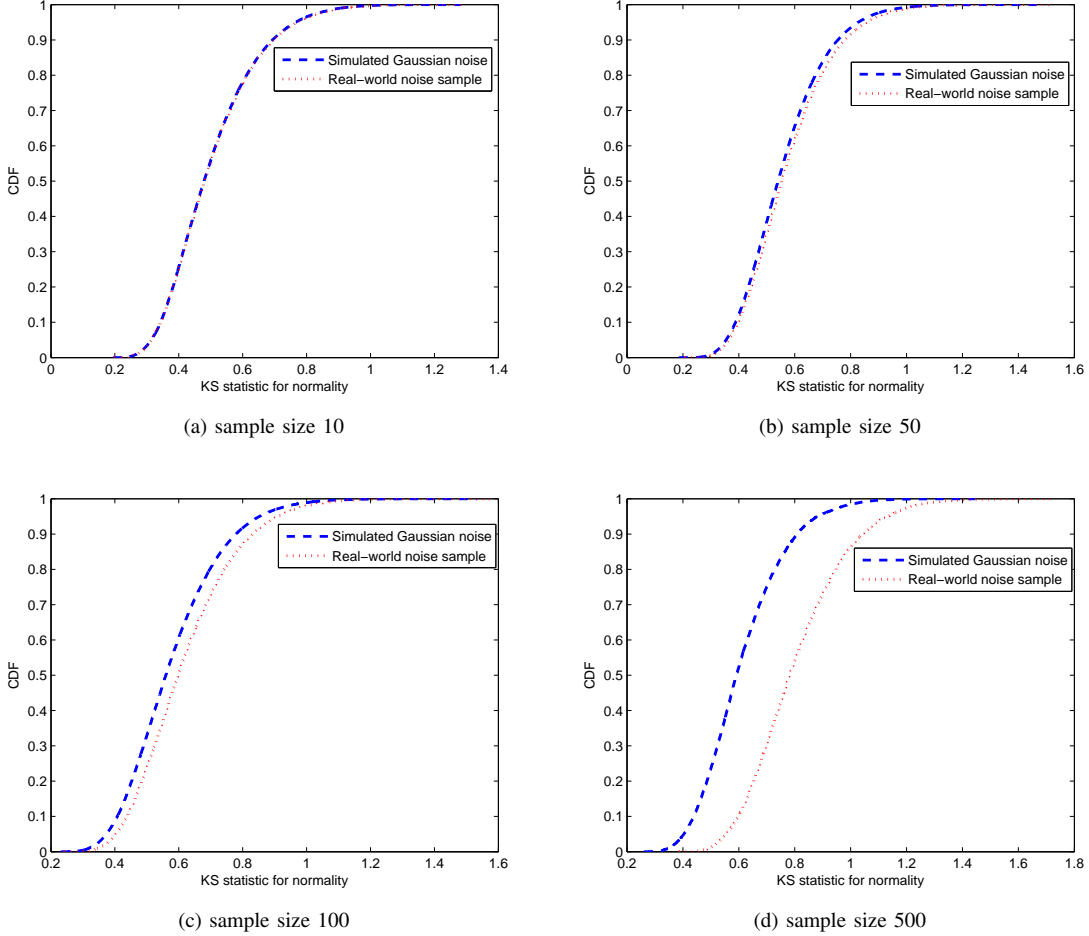 1
0.9
0.8
0.7
0.6
0.5
0.4
0.3
0.2
0.1
0
CDF
Simulated Gaussian noise
Real-world noise sample
0 0.2 0.4 0.6 0.8 1 1.2 1.4
KS statistic for normality
(a) sample size 10
1
0.9
0.8
0.7
0.6
0.5
0.4
0.3
0.2
0.1
0
CDF
Simulated Gaussian noise
Real-world noise sample
0 0.2 0.4 0.6 0.8 1 1.2 1.4 1.6
KS statistic for normality
(b) sample size 50
1
0.9
0.8
0.7
0.6
0.5
0.4
0.3
0.2
0.1
0
CDF
Simulated Gaussian noise
Real-world noise sample
0.2 0.4 0.6 0.8 1 1.2 1.4 1.6
KS statistic for normality
(c) sample size 100
1
0.9
0.8
0.7
0.6
0.5
0.4
0.3
0.2
0.1
0
CDF
Simulated Gaussian noise
Real-world noise sample
0.2 0.4 0.6 0.8 1 1.2 1.4 1.6 1.8
KS statistic for normality
(d) sample size 500